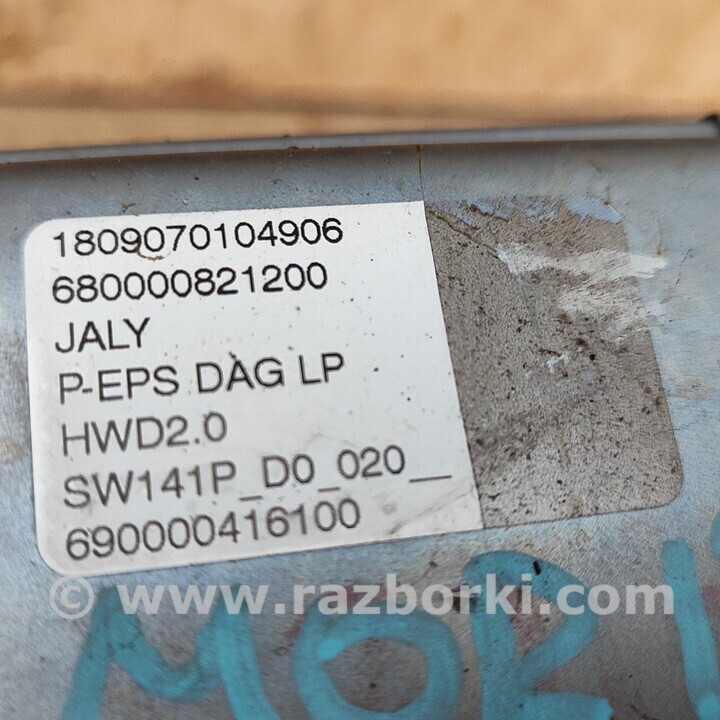 1809070104906
680000821200
JALY
P-EPS DAG LP
HWD2.0
SW141P_D0_020__
690000416100
© www.razborki.com